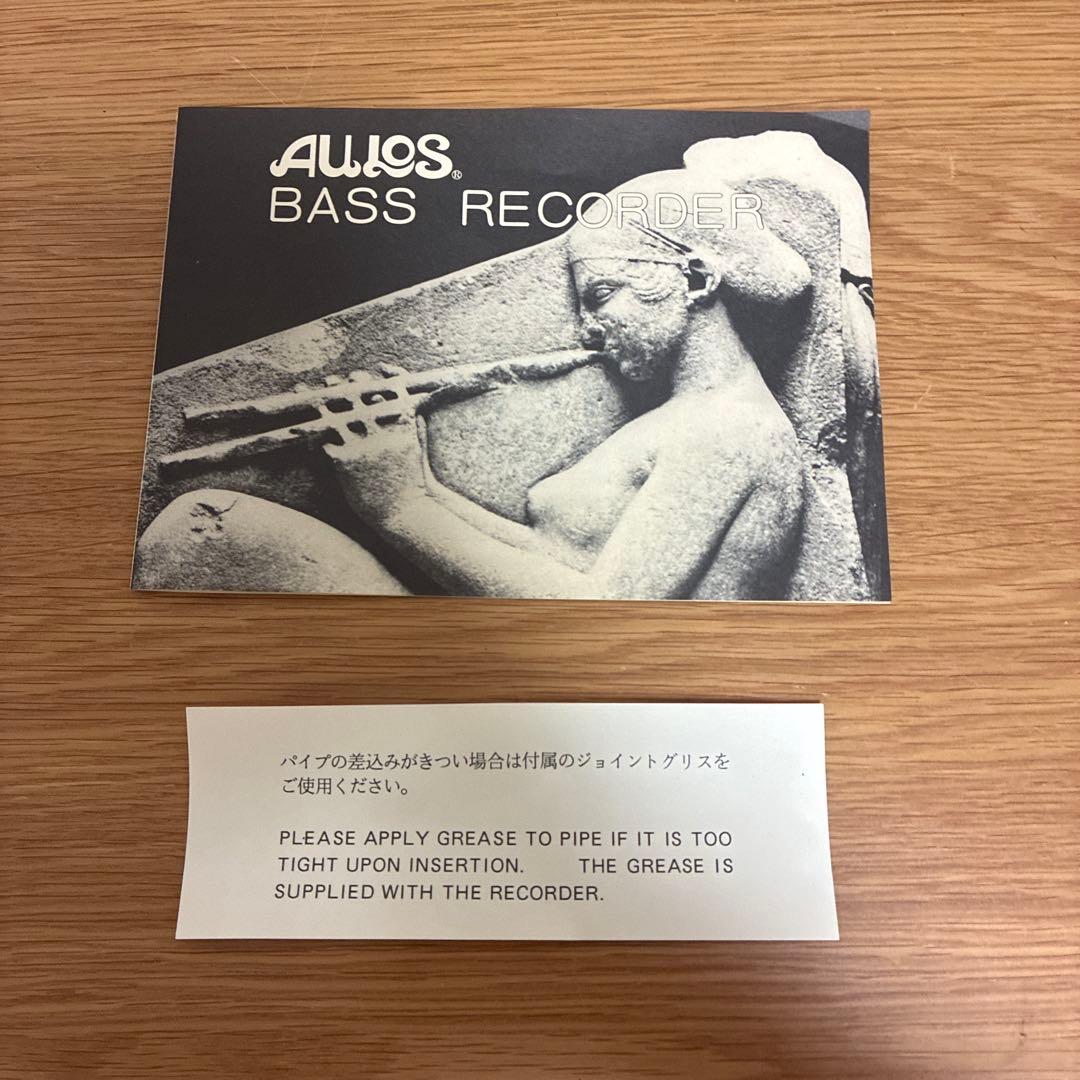 AULOS®
BASS RECORDER
パイプの差込みがきつい場合は付属のジョイントグリスを
ご使用ください。
PLEASE APPLY GREASE TO PIPE IF IT IS TOO
TIGHT UPON INSERTION. THE GREASE IS
SUPPLIED WITH THE RECORDER.